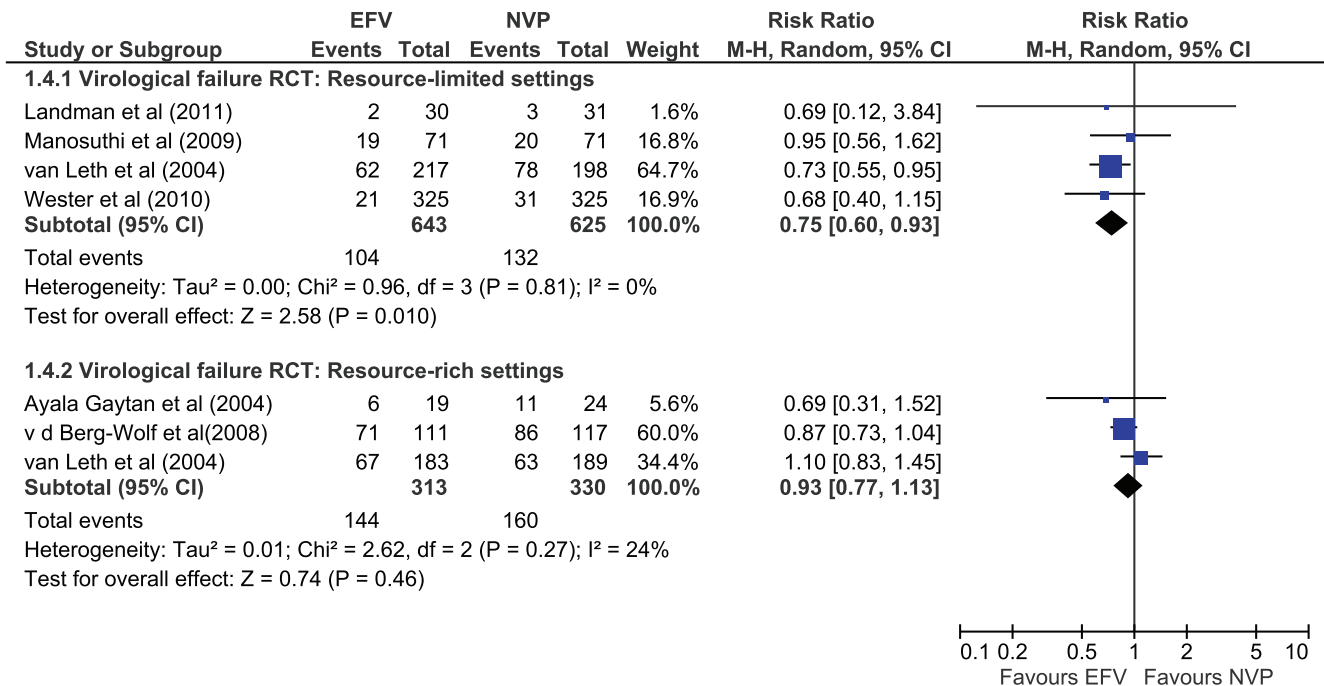 EFV NVP Risk Ratio Risk Ratio
Study or Subgroup Events Total Events Total Weight M-H, Random, 95% CI M-H, Random, 95% CI
1.4.1 Virological failure RCT: Resource-limited settings
Landman et al (2011) 2 30 3 31 1.6% 0.69 [0.12, 3.84]
Manosuthi et al (2009) 19 71 20 71 16.8% 0.95 [0.56, 1.62]
van Leth et al (2004) 62 217 78 198 64.7% 0.73 [0.55, 0.95]
Wester et al (2010) 21 325 31 325 16.9% 0.68 [0.40, 1.15]
Subtotal (95% CI) 643 625 100.0% 0.75 [0.60, 0.93]
Total events 104 132
Heterogeneity: Tau² = 0.00; Chi² = 0.96, df = 3 (P = 0.81); I² = 0%
Test for overall effect: Z = 2.58 (P = 0.010)
1.4.2 Virological failure RCT: Resource-rich settings
Ayala Gaytan et al (2004) 6 19 11 24 5.6% 0.69 [0.31, 1.52]
v d Berg-Wolf et al(2008) 71 111 86 117 60.0% 0.87 [0.73, 1.04]
van Leth et al (2004) 67 183 63 189 34.4% 1.10 [0.83, 1.45]
Subtotal (95% CI) 313 330 100.0% 0.93 [0.77, 1.13]
Total events 144 160
Heterogeneity: Tau² = 0.01; Chi² = 2.62, df = 2 (P = 0.27); I² = 24%
Test for overall effect: Z = 0.74 (P = 0.46)
0.1 0.2 0.5 1 2 5 10
Favours EFV Favours NVP